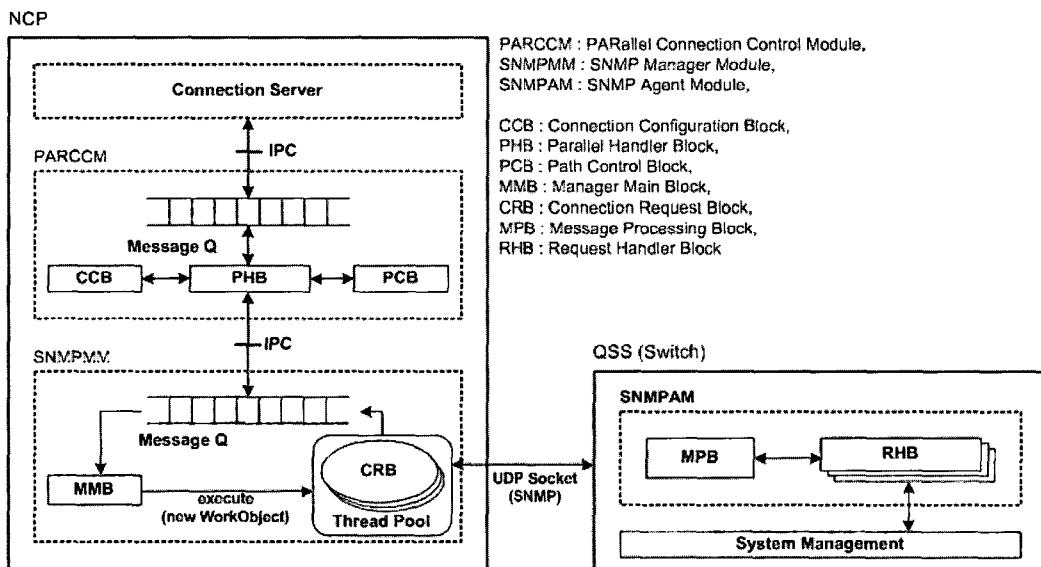 NCP
PARCCM : PARallel Connection Control Module,
SNMPMM : SNMP Manager Module,
SNMPAM : SNMP Agent Module,
CCB : Connection Configuration Block,
PHB : Parallel Handler Block,
PCB : Path Control Block,
MMB : Manager Main Block,
CRB : Connection Request Block,
MPB : Message Processing Block,
RHB : Request Handler Block
Connection Server
IPC
PARCCM
Message Q
CCB
PHB
PCB
IPC
SNMPMM
Message Q
MMB
execute
(new WorkObject)
CRB
Thread Pool
UDP Socket
(SNMP)
QSS (Switch)
SNMPAM
MPB
RHB
System Management